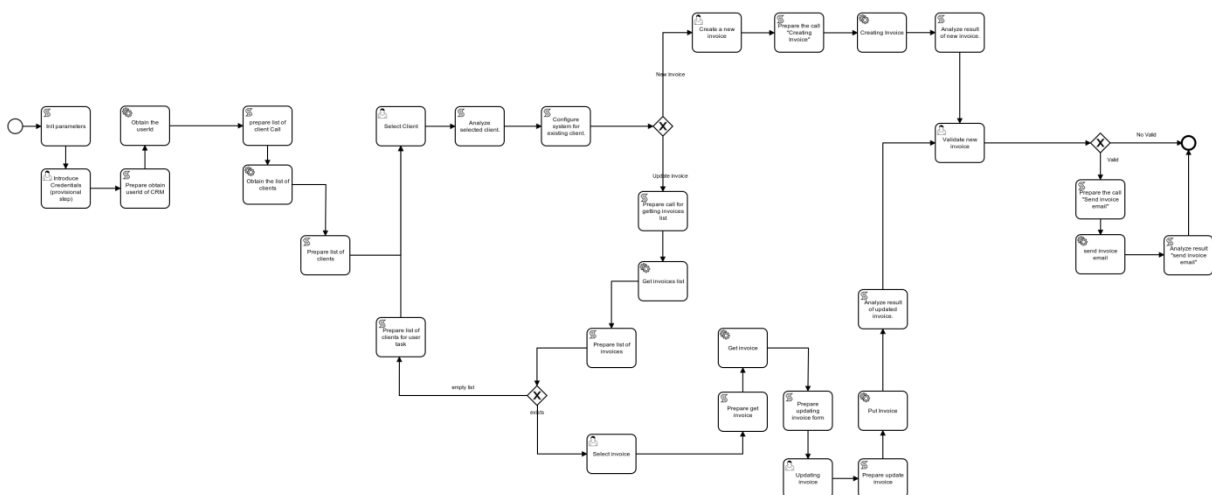 Init parameters
Introduce
Credentials
(provisional
step)
Prepare obtain
userId of CRM
Obtain the
userId
prepare list of
client Call
Obtain the list of
clients
Prepare list of
clients
Prepare list of
clients for user
task
Select Client
Analyze
selected client.
Configure
system for
existing client.
New invoice
Create a new
invoice
Prepare the call
"Creating
Invoice"
Creating Invoice
Analyze result
of new invoice.
Update invoice
Prepare call for
getting invoices
list
Get invoices list
Prepare list of
invoices
empty list
exists
Select invoice
Prepare get
invoice
Get invoice
Prepare
updating
invoice form
Updating
invoice
Prepare update
invoice
Put Invoice
Analyze result
of updated
invoice.
Validate new
invoice
No Valid
Valid
Prepare the call
"Send invoice
email"
send invoice
email
Analyze result
"send invoice
email"